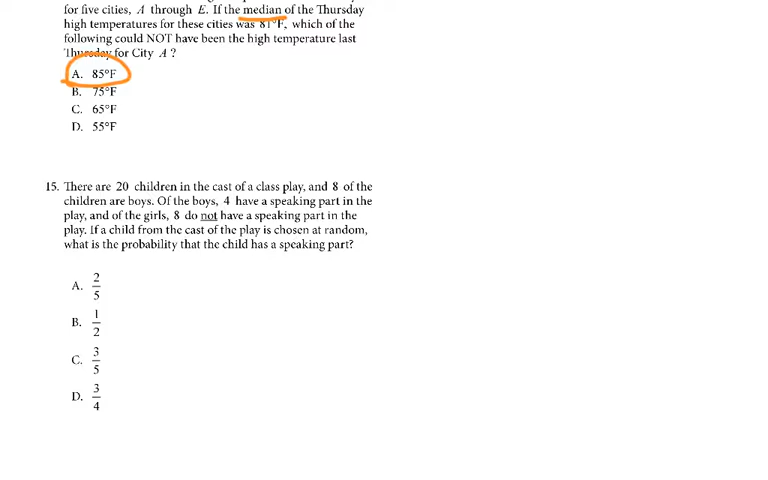 for five cities, A through E. If the median of the Thursday
high temperatures for these cities was 81°F, which of the
following could NOT have been the high temperature last
Thursday for City A ?
A. 85°F
B. 75°F
C. 65°F
D. 55°F
15. There are 20 children in the cast of a class play, and 8 of the
children are boys. Of the boys, 4 have a speaking part in the
play, and of the girls, 8 do not have a speaking part in the
play. If a child from the cast of the play is chosen at random,
what is the probability that the child has a speaking part?
A. 2/5
B. 1/2
C. 3/5
D. 3/4